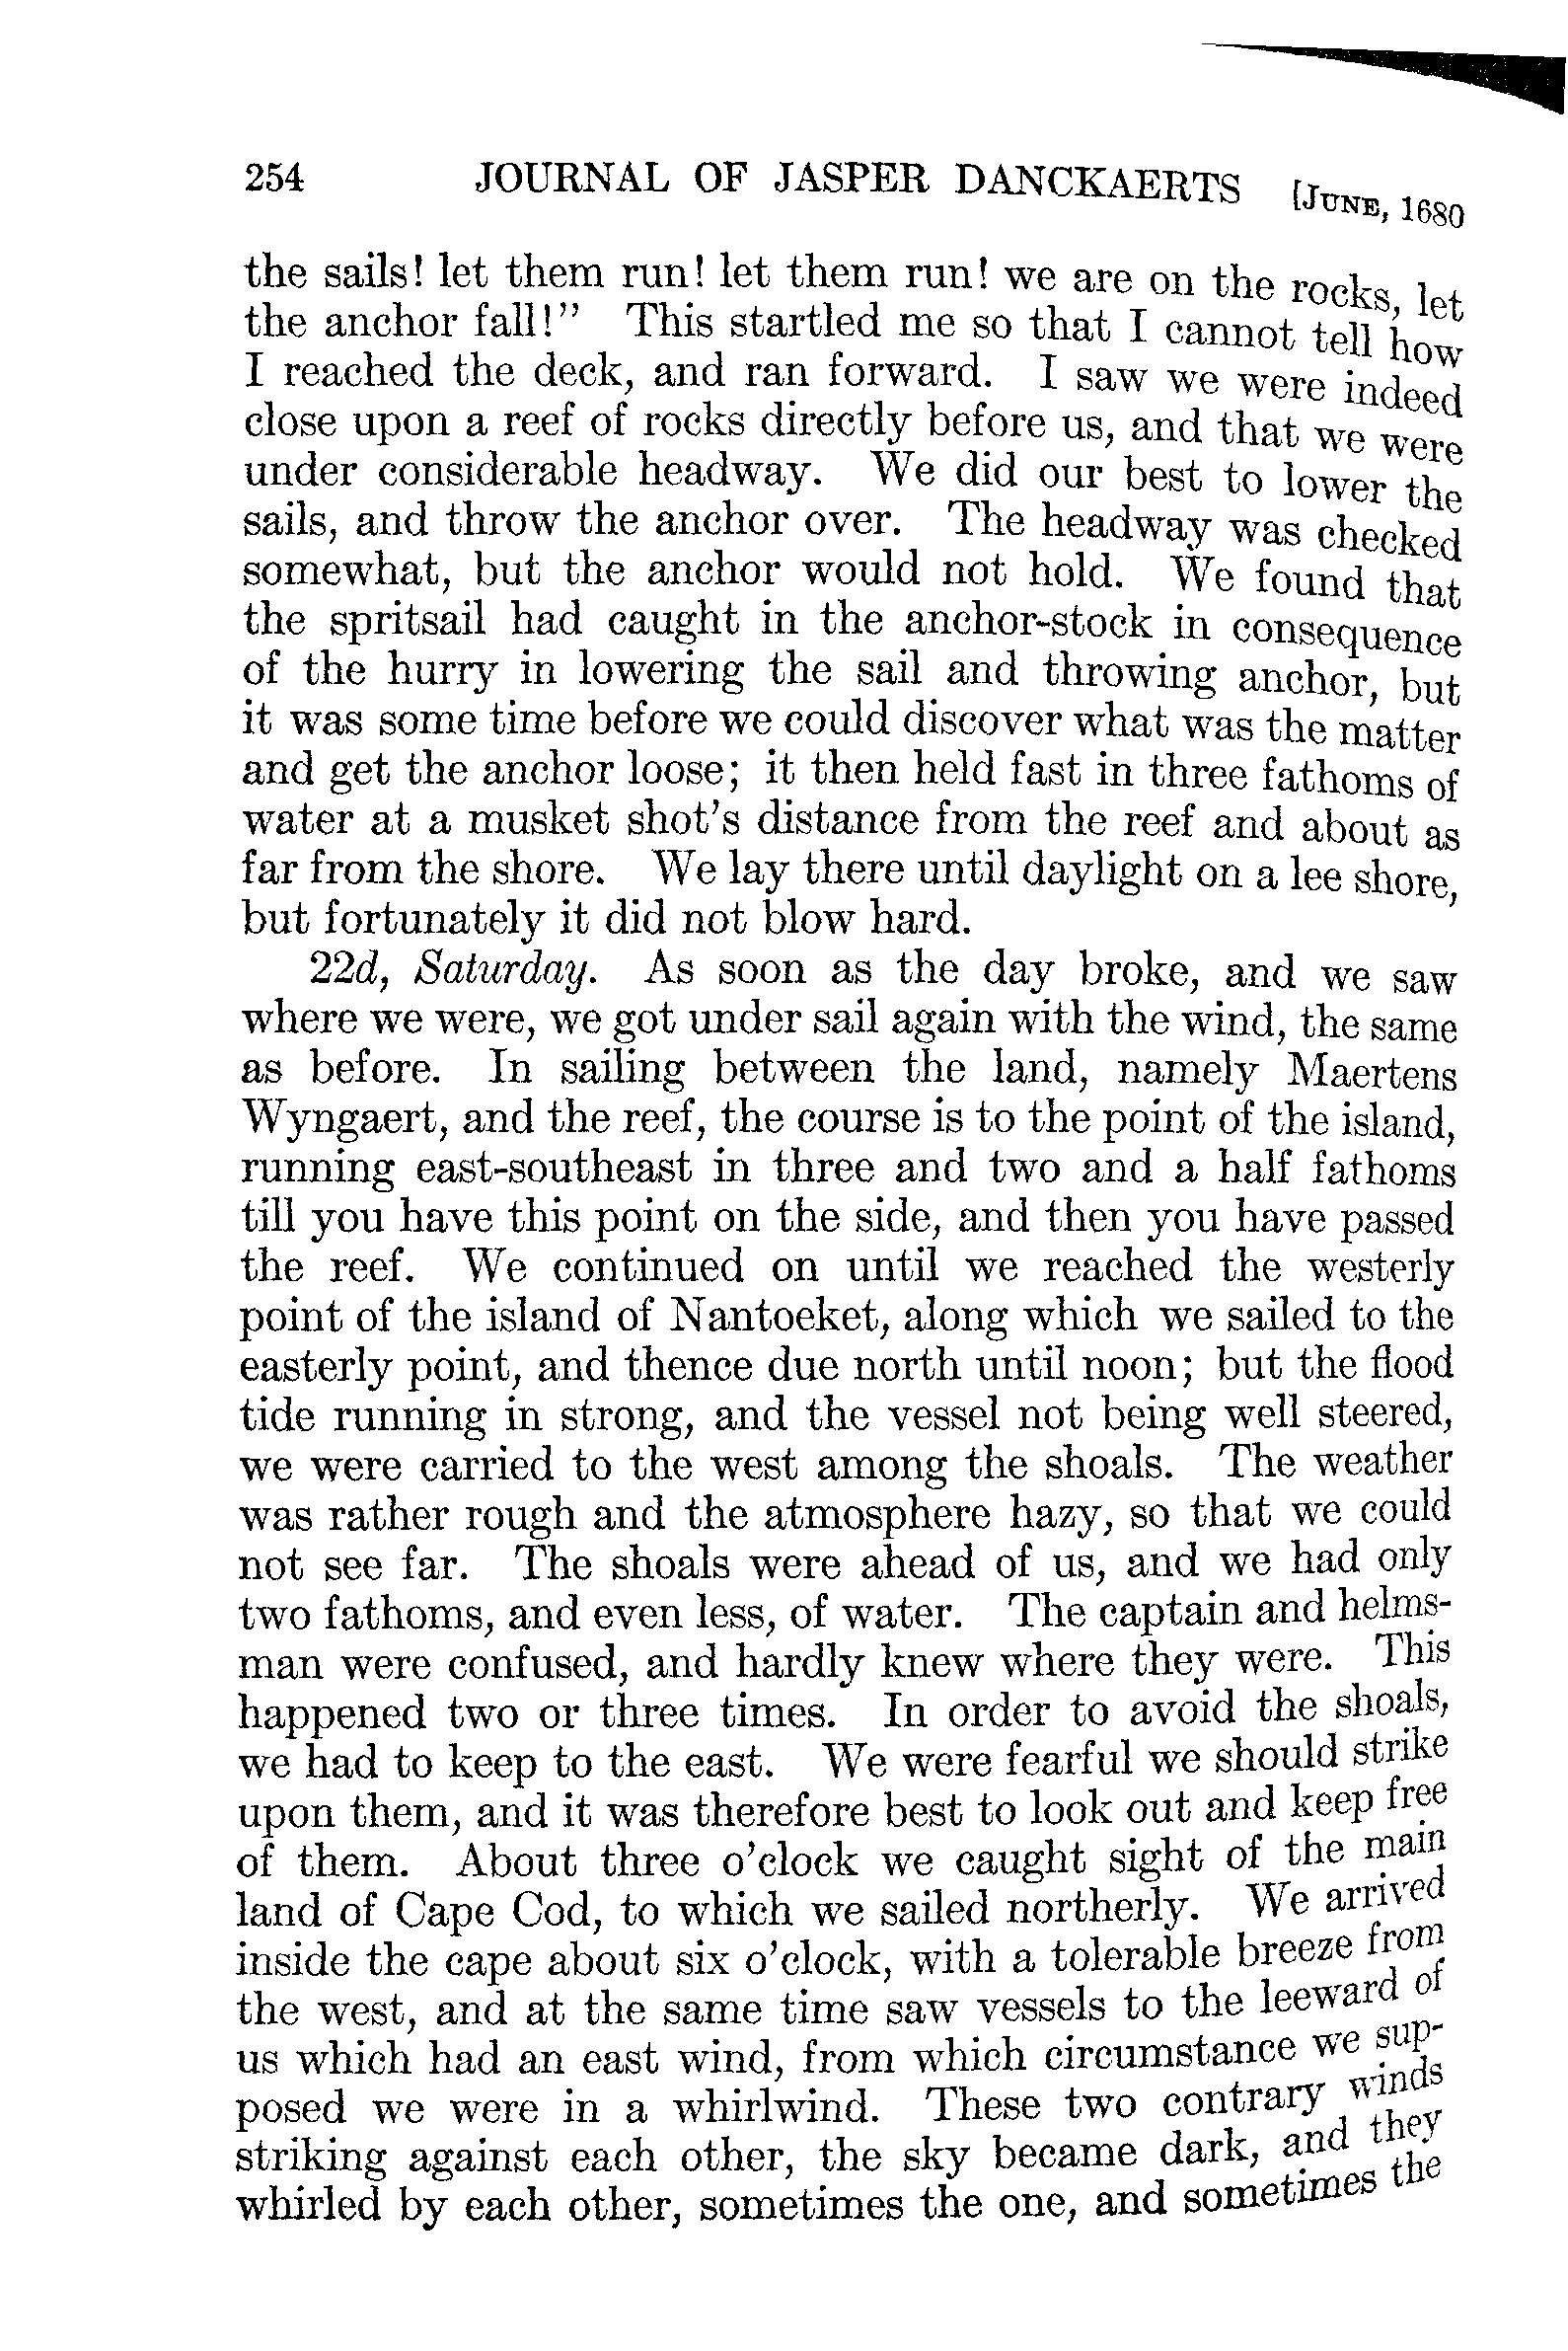 254 JOURNAL OF JASPER DANCKAERTS [JUNE, 1680
the sails! let them run! let them run! we are on the rocks, let
the anchor fall!” This startled me so that I cannot tell how
I reached the deck, and ran forward. I saw we were indeed
close upon a reef of rocks directly before us, and that we were
under considerable headway. We did our best to lower the
sails, and throw the anchor over. The headway was checked
somewhat, but the anchor would not hold. We found that
the spritsail had caught in the anchor-stock in consequence
of the hurry in lowering the sail and throwing anchor, but
it was some time before we could discover what was the matter
and get the anchor loose; it then held fast in three fathoms of
water at a musket shot’s distance from the reef and about as
far from the shore. We lay there until daylight on a lee shore,
but fortunately it did not blow hard.
22d, Saturday. As soon as the day broke, and we saw
where we were, we got under sail again with the wind, the same
as before. In sailing between the land, namely Maertens
Wyngaert, and the reef, the course is to the point of the island,
running east-southeast in three and two and a half fathoms
till you have this point on the side, and then you have passed
the reef. We continued on until we reached the westerly
point of the island of Nantoeket, along which we sailed to the
easterly point, and thence due north until noon; but the flood
tide running in strong, and the vessel not being well steered,
we were carried to the west among the shoals. The weather
was rather rough and the atmosphere hazy, so that we could
not see far. The shoals were ahead of us, and we had only
two fathoms, and even less, of water. The captain and helms-
man were confused, and hardly knew where they were. This
happened two or three times. In order to avoid the shoals,
we had to keep to the east. We were fearful we should strike
upon them, and it was therefore best to look out and keep free
of them. About three o’clock we caught sight of the main
land of Cape Cod, to which we sailed northerly. We arrived
inside the cape about six o’clock, with a tolerable breeze from
the west, and at the same time saw vessels to the leeward of
us which had an east wind, from which circumstance we sup-
posed we were in a whirlwind. These two contrary winds
striking against each other, the sky became dark, and they
whirled by each other, sometimes the one, and sometimes the